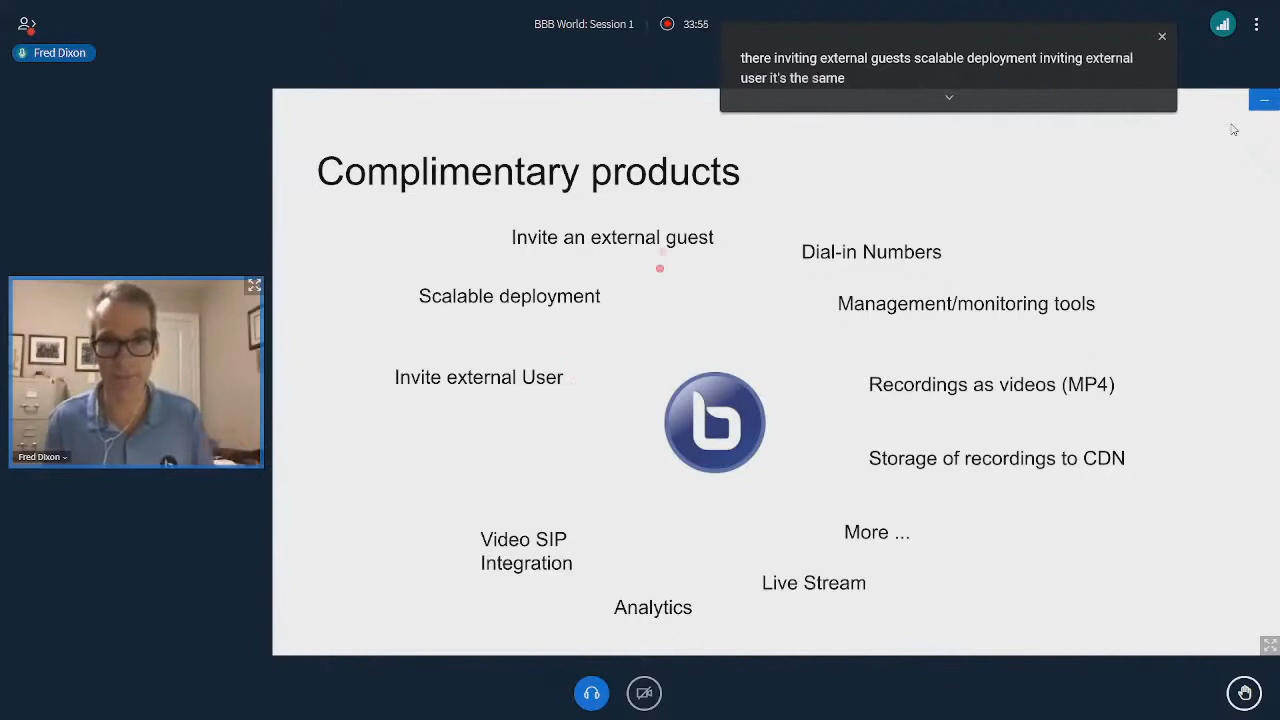 BBB World: Session 1
33:55
Fred Dixon
there inviting external guests scalable deployment inviting external
user it's the same
Complimentary products
Invite an external guest
Dial-in Numbers
Scalable deployment
Management/monitoring tools
Invite external User
Recordings as videos (MP4)
Storage of recordings to CDN
Fred Dixon
More ...
Video SIP
Integration
Live Stream
Analytics